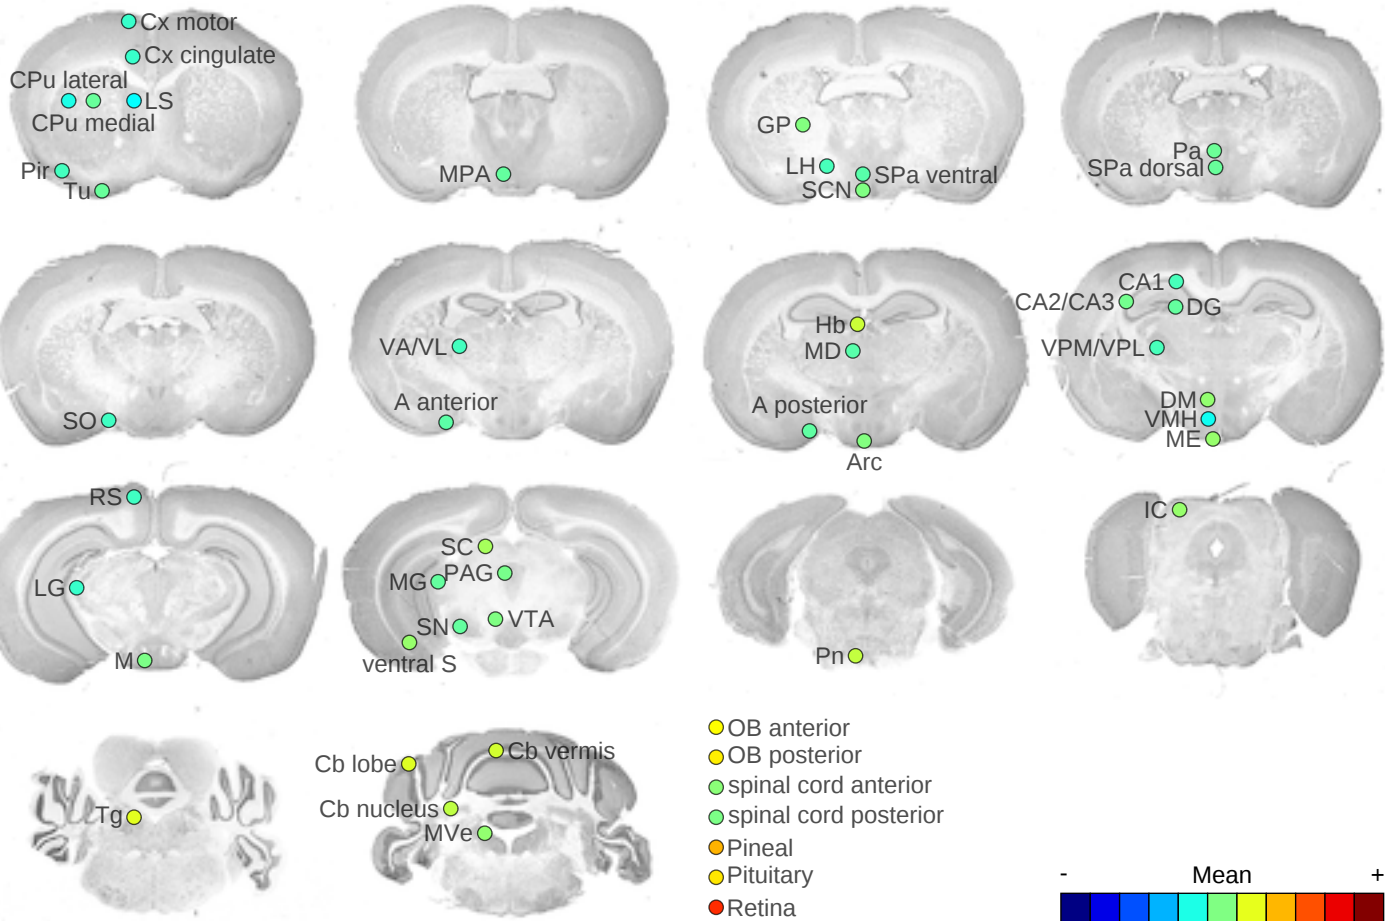 Cx motor
Cx cingulate
CPu lateral
LS
CPu medial
Pir
Tu
MPA
GP
LH
SPa ventral
SCN
Pa
SPa dorsal
SO
VA/VL
A anterior
Hb
MD
A posterior
Arc
CA1
CA2/CA3
DG
VPM/VPL
DM
VMH
ME
RS
LG
M
SC
PAG
MG
VTA
SN
ventral S
Pn
IC
Tg
Cb lobe
Cb vermis
Cb nucleus
MVe
OB anterior
OB posterior
spinal cord anterior
spinal cord posterior
Pineal
Pituitary
Retina
- Mean +